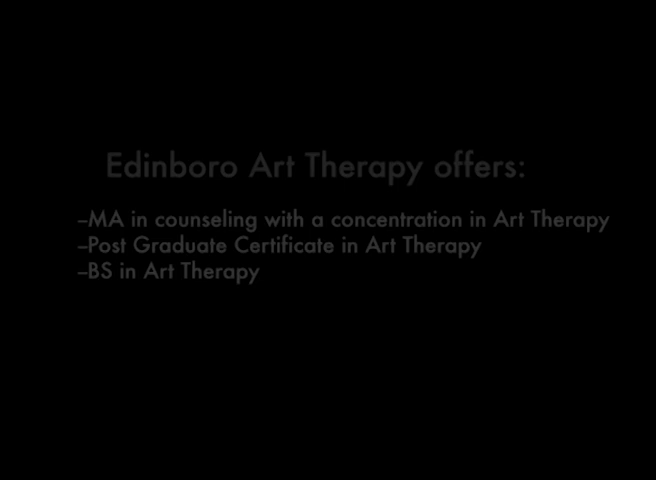 Edinboro Art Therapy offers:
–MA in counseling with a concentration in Art Therapy
–Post Graduate Certificate in Art Therapy
–BS in Art Therapy